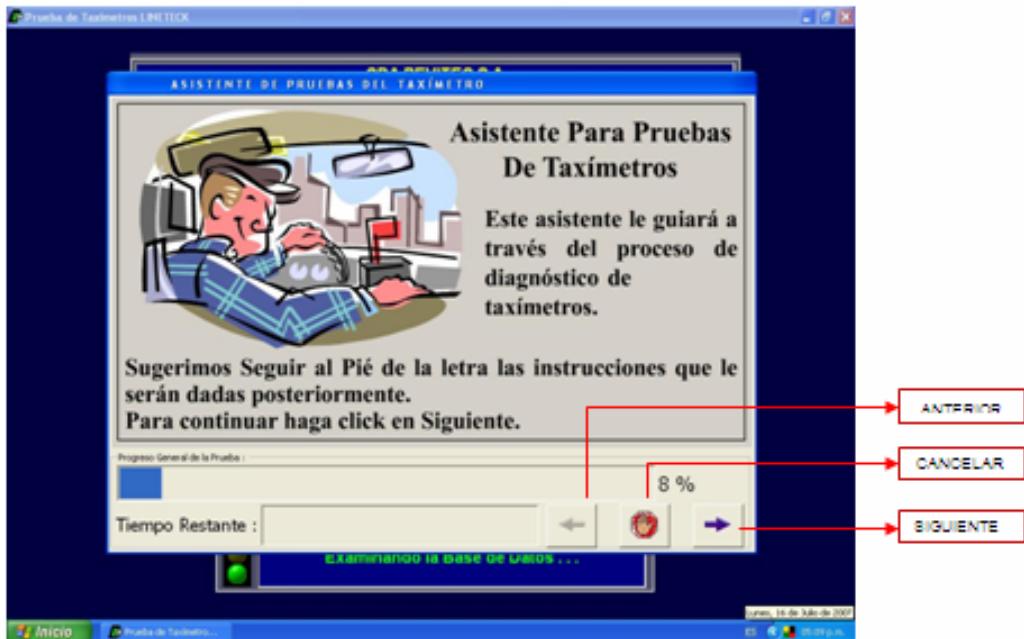 Prueba de Taxímetros LINETECK
ASISTENTE DE PRUEBAS DEL TAXÍMETRO
Asistente Para Pruebas
De Taxímetros
Este asistente le guiará a
través del proceso de
diagnóstico de
taxímetros.
Sugerimos Seguir al Pié de la letra las instrucciones que le
serán dadas posteriormente.
Para continuar haga click en Siguiente.
ANTERIOR
Progreso General de la Prueba :
CANCELAR
8 %
Tiempo Restante :
SIGUIENTE
Examinando la Base de Datos . . .
Lunes, 16 de Julio de 2007
Inicio
Prueba de Taxímetro...
ES
05:09 p.m.